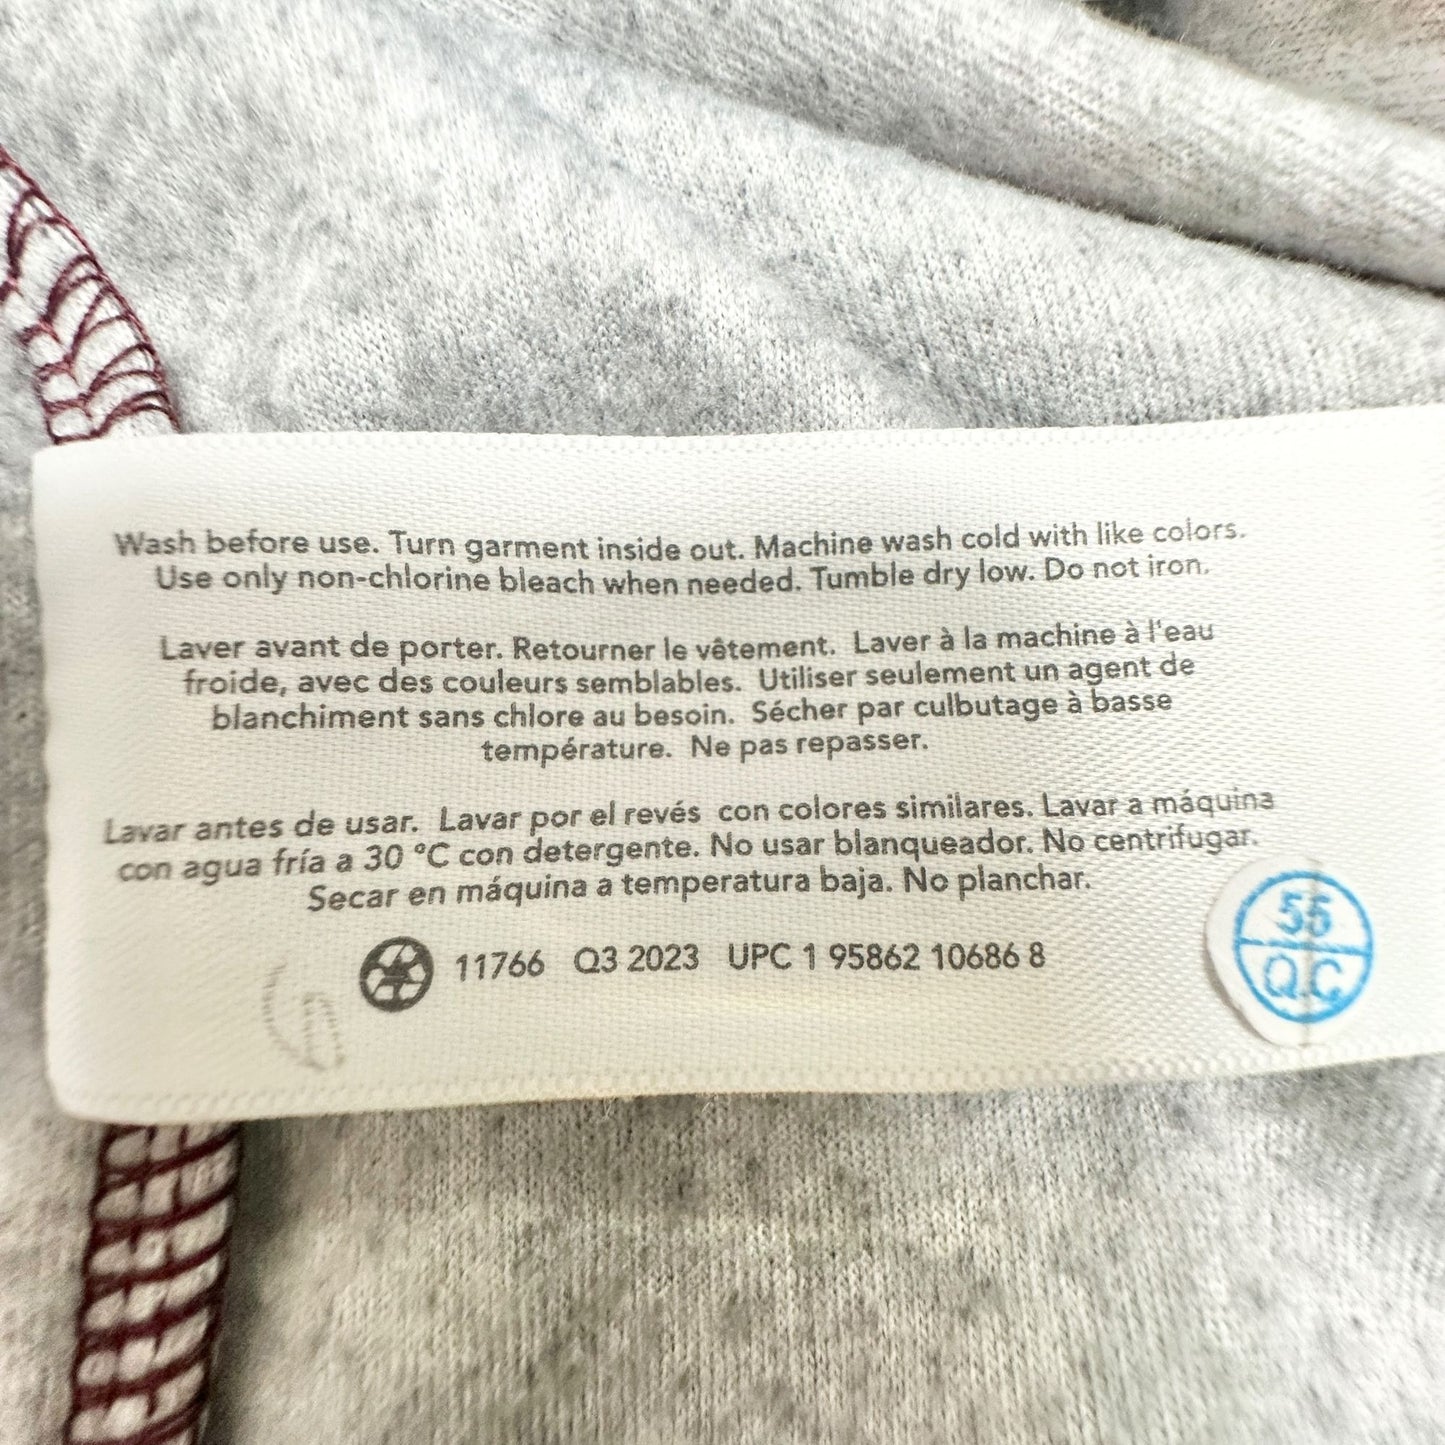 Wash before use. Turn garment inside out. Machine wash cold with like colors.
Use only non-chlorine bleach when needed. Tumble dry low. Do not iron.
Laver avant de porter. Retourner le vêtement. Laver à la machine à l'eau
froide, avec des couleurs semblables. Utiliser seulement un agent de
blanchiment sans chlore au besoin. Sécher par culbutage à basse
température. Ne pas repasser.
Lavar antes de usar. Lavar por el revés con colores similares. Lavar a máquina
con agua fría a 30 °C con detergente. No usar blanqueador. No centrifugar.
Secar en máquina a temperatura baja. No planchar.
11766 Q3 2023 UPC 1 95862 10686 8
55
Q.C